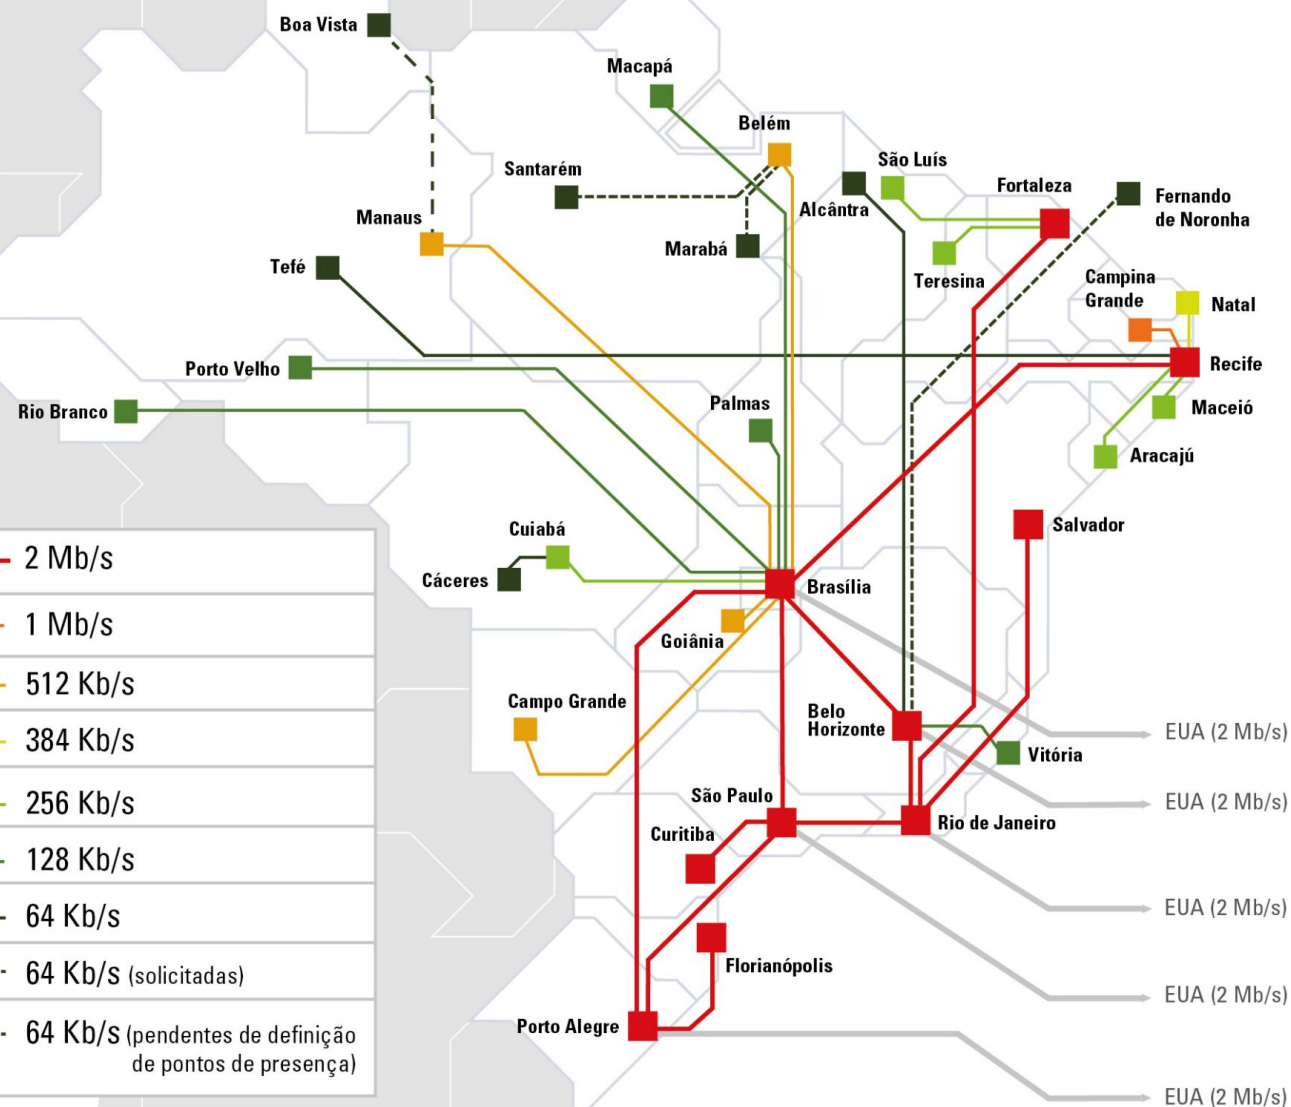 Boa Vista
Macapá
Belém
São Luís
Santarém
Fortaleza
Fernando
de Noronha
Alcântra
Manaus
Marabá
Tefé
Teresina
Campina
Grande
Natal
Porto Velho
Recife
Rio Branco
Palmas
Maceió
Aracajú
Salvador
Cuiabá
Cáceres
Brasília
Goiânia
Campo Grande
Belo
Horizonte
EUA (2 Mb/s)
Vitória
São Paulo
EUA (2 Mb/s)
Rio de Janeiro
Curitiba
EUA (2 Mb/s)
Florianópolis
EUA (2 Mb/s)
Porto Alegre
EUA (2 Mb/s)
2 Mb/s
1 Mb/s
512 Kb/s
384 Kb/s
256 Kb/s
128 Kb/s
64 Kb/s
64 Kb/s (solicitadas)
64 Kb/s (pendentes de definição
de pontos de presença)